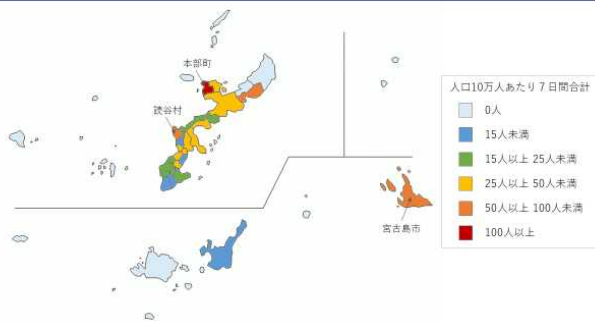 本部町
読谷村
宮古島市
人口10万人あたり7日間合計
0人
15人未満
15人以上 25人未満
25人以上 50人未満
50人以上 100人未満
100人以上